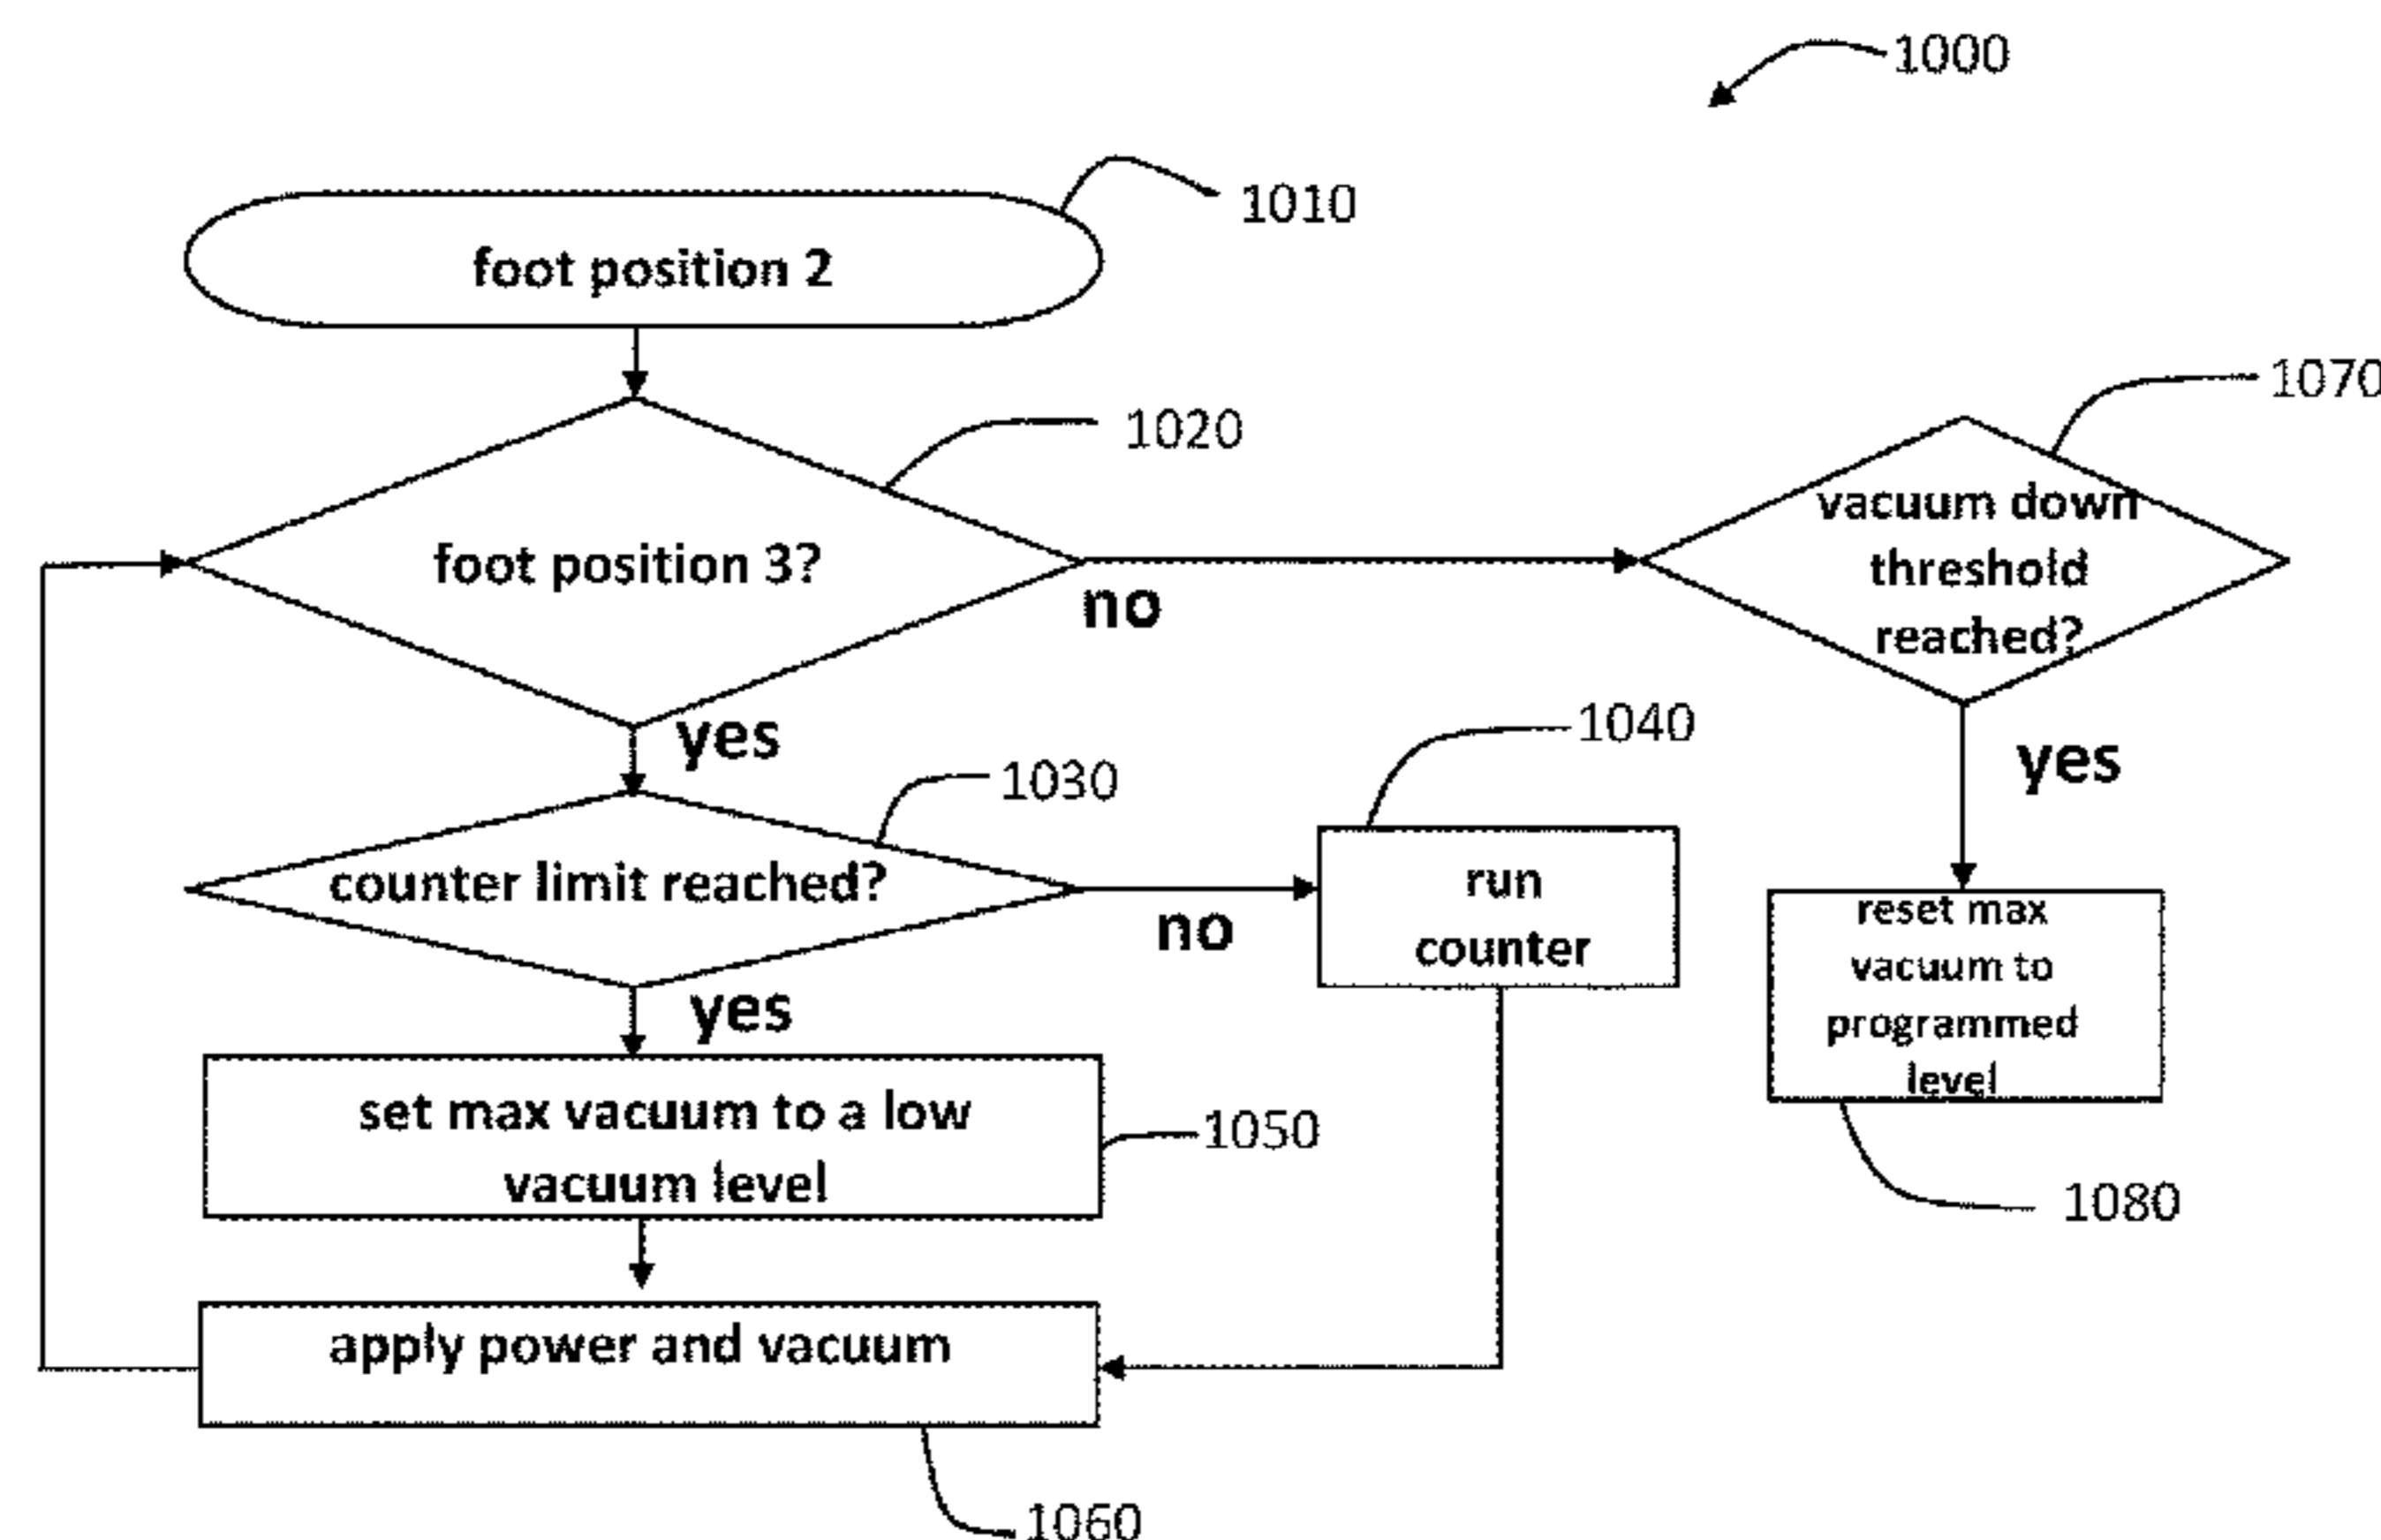 1000
1010
foot position 2
1020
1070
foot position 3?
no
vacuum down
threshold
reached?
yes
1030
1040
yes
counter limit reached?
no
run
counter
reset max
vacuum to
programmed
level
yes
set max vacuum to a low
vacuum level
1050
1080
apply power and vacuum
1060